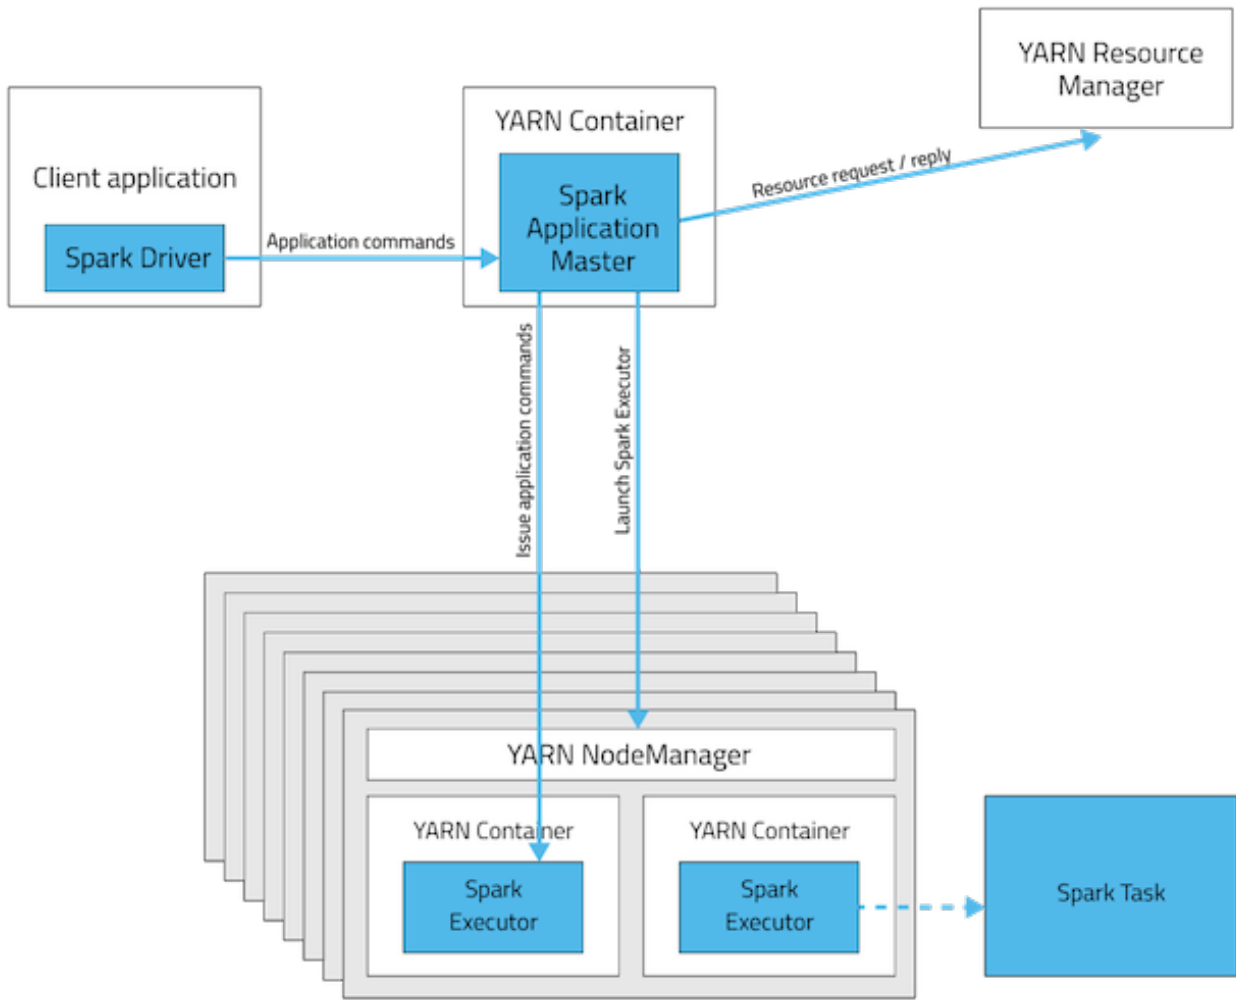 YARN Resource
Manager
YARN Container
Client application
Spark
Application
Master
Resource request / reply
Spark Driver
Application commands
Issue application commands
Launch Spark Executor
YARN NodeManager
YARN Container
Spark
Executor
YARN Container
Spark
Executor
Spark Task